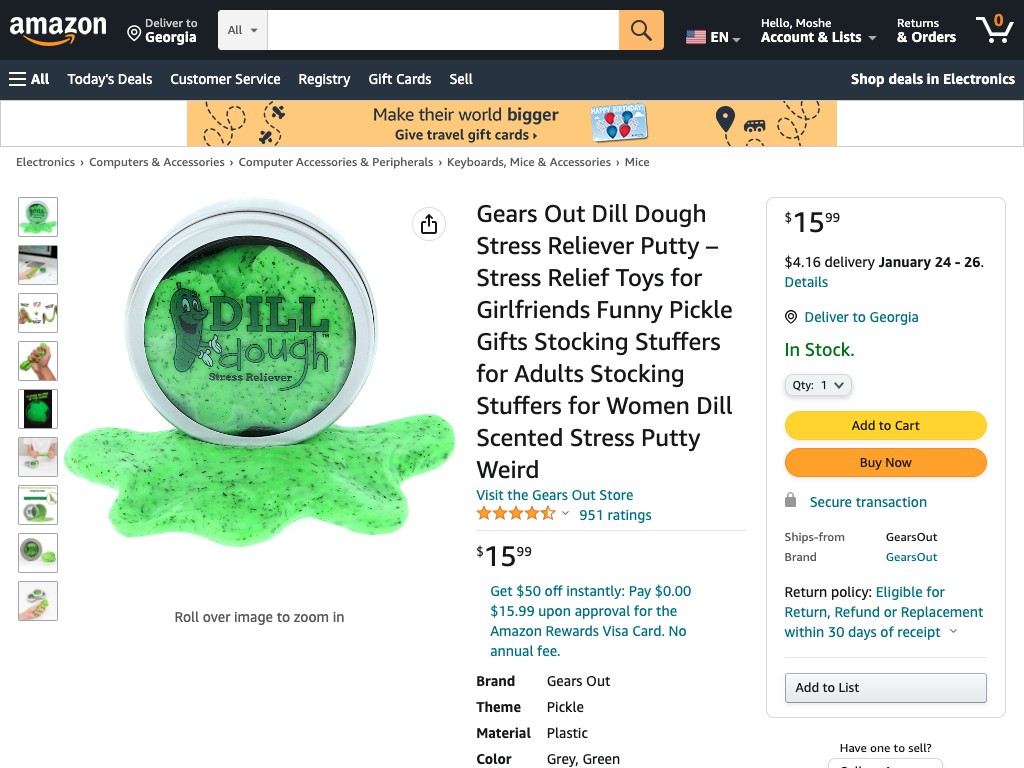 amazon
Deliver to
Georgia
All
EN
Hello, Moshe
Account & Lists
Returns
& Orders
0
All
Today's Deals
Customer Service
Registry
Gift Cards
Sell
Shop deals in Electronics
Make their world bigger
Give travel gift cards ›
HAPPY BIRTHDAY!
Electronics › Computers & Accessories › Computer Accessories & Peripherals › Keyboards, Mice & Accessories › Mice
DILL
dough
™
Stress Reliever
Roll over image to zoom in
Gears Out Dill Dough
Stress Reliever Putty –
Stress Relief Toys for
Girlfriends Funny Pickle
Gifts Stocking Stuffers
for Adults Stocking
Stuffers for Women Dill
Scented Stress Putty
Weird
Visit the Gears Out Store
951 ratings
$15 99
Get $50 off instantly: Pay $0.00
$15.99 upon approval for the
Amazon Rewards Visa Card. No
annual fee.
Brand Gears Out
Theme Pickle
Material Plastic
Color Grey, Green
$15 99
$4.16 delivery January 24 - 26.
Details
Deliver to Georgia
In Stock.
Qty: 1
Add to Cart
Buy Now
Secure transaction
Ships-from GearsOut
Brand GearsOut
Return policy: Eligible for
Return, Refund or Replacement
within 30 days of receipt
Add to List
Have one to sell?